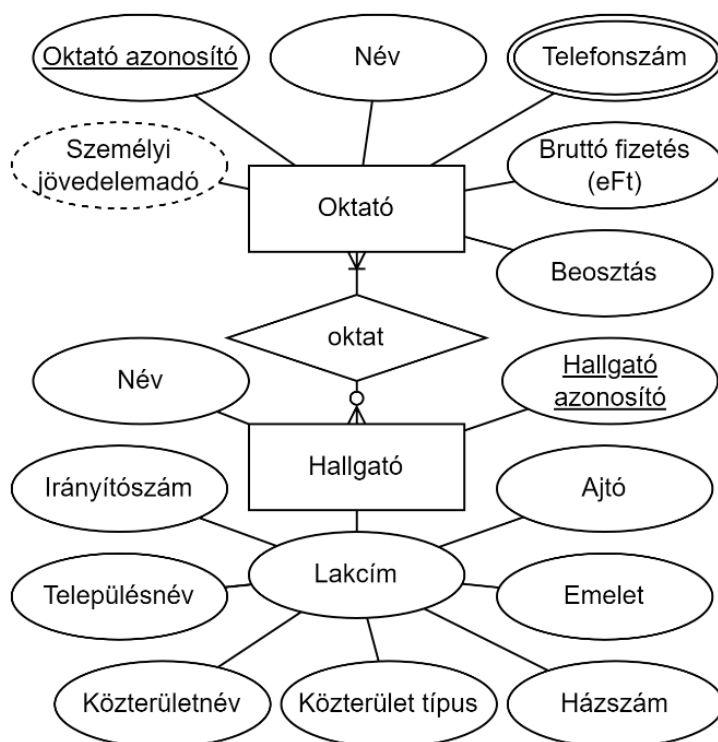 Oktató azonosító
Név
Telefonszám
Személyi
jövedelemadó
Bruttó fizetés
(eFt)
Oktató
Beosztás
oktat
Név
Hallgató
azonosító
Hallgató
Irányítószám
Ajtó
Lakcím
Településnév
Emelet
Közterületnév
Közterület típus
Házszám